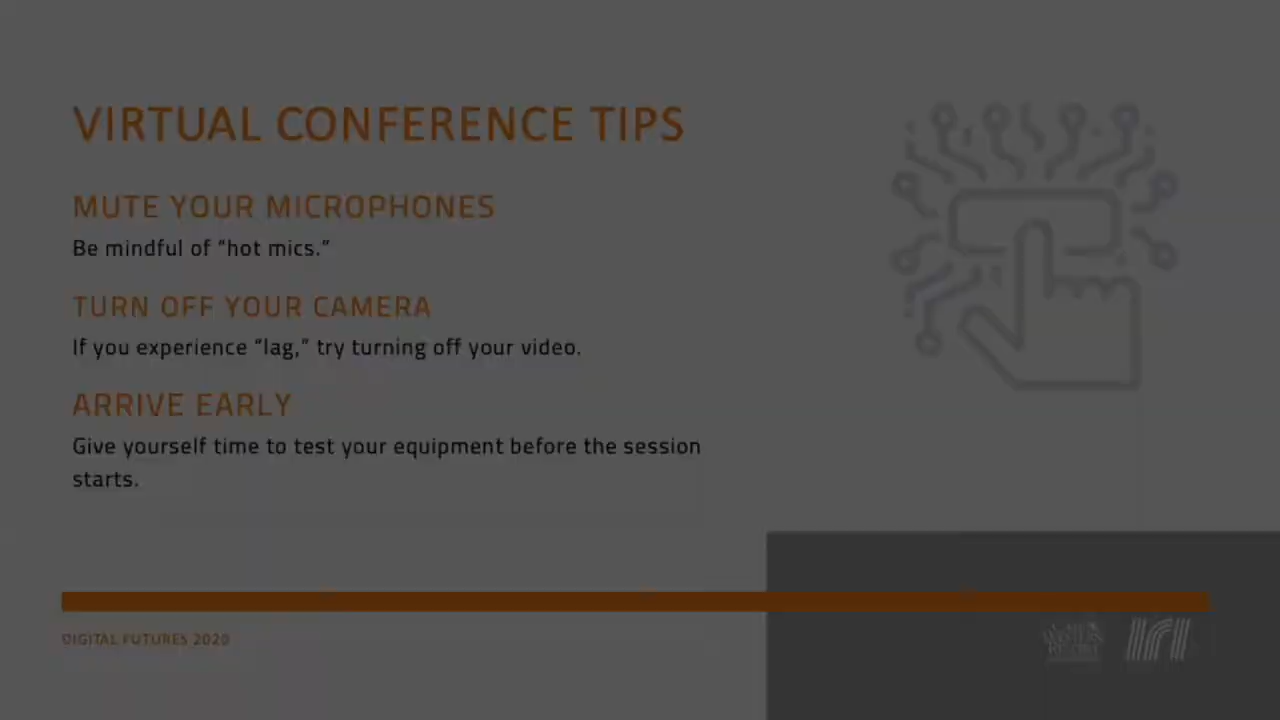 VIRTUAL CONFERENCE TIPS
MUTE YOUR MICROPHONES
Be mindful of “hot mics.”
TURN OFF YOUR CAMERA
If you experience “lag,” try turning off your video.
ARRIVE EARLY
Give yourself time to test your equipment before the session
starts.
DIGITAL FUTURES 2020